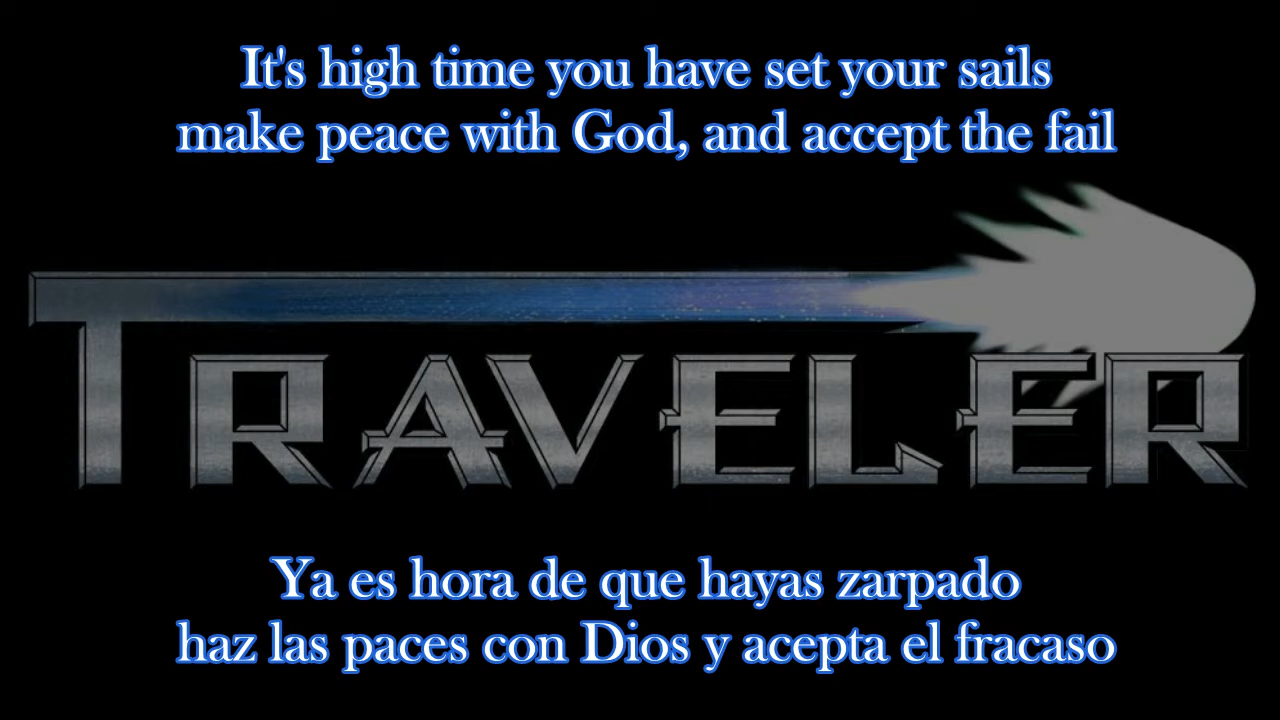 It's high time you have set your sails
make peace with God, and accept the fail
TRAVELER
Ya es hora de que hayas zarpado
haz las paces con Dios y acepta el fracaso